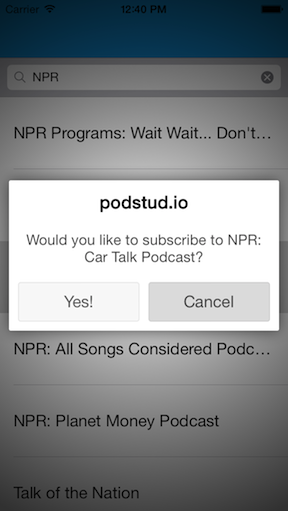 Carrier 12:40 PM
NPR
NPR Programs: Wait Wait... Don't...
podstud.io
Would you like to subscribe to NPR:
Car Talk Podcast?
Yes! Cancel
NPR: All Songs Considered Podc...
NPR: Planet Money Podcast
Talk of the Nation